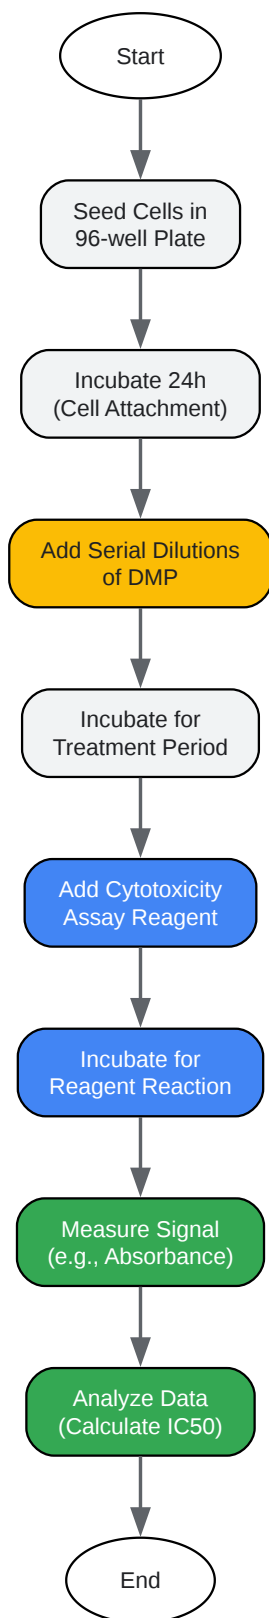 Start
Seed Cells in
96-well Plate
Incubate 24h
(Cell Attachment)
Add Serial Dilutions
of DMP
Incubate for
Treatment Period
Add Cytotoxicity
Assay Reagent
Incubate for
Reagent Reaction
Measure Signal
(e.g., Absorbance)
Analyze Data
(Calculate IC50)
End